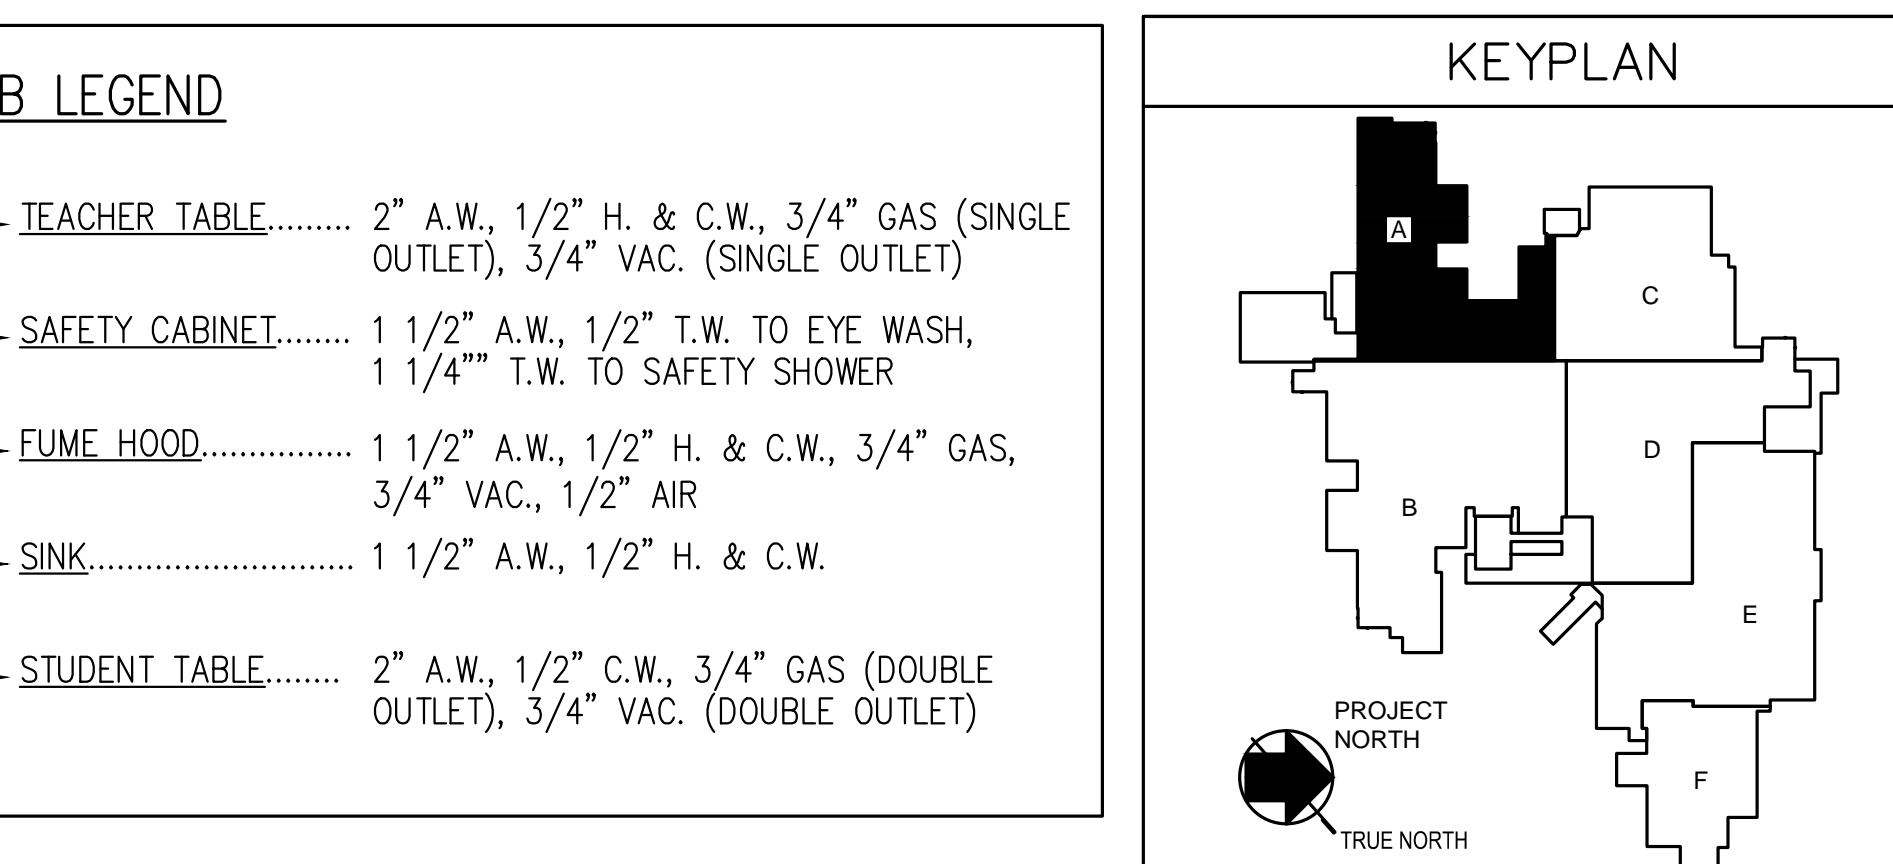 B LEGEND
TEACHER TABLE......... 2” A.W., 1/2” H. & C.W., 3/4” GAS (SINGLE
OUTLET), 3/4” VAC. (SINGLE OUTLET)
SAFETY CABINET........ 1 1/2” A.W., 1/2” T.W. TO EYE WASH,
1 1/4”” T.W. TO SAFETY SHOWER
FUME HOOD................ 1 1/2” A.W., 1/2” H. & C.W., 3/4” GAS,
3/4” VAC., 1/2” AIR
SINK............................ 1 1/2” A.W., 1/2” H. & C.W.
STUDENT TABLE........ 2” A.W., 1/2” C.W., 3/4” GAS (DOUBLE
OUTLET), 3/4” VAC. (DOUBLE OUTLET)
KEYPLAN
A
C
D
B
E
F
PROJECT
NORTH
TRUE NORTH